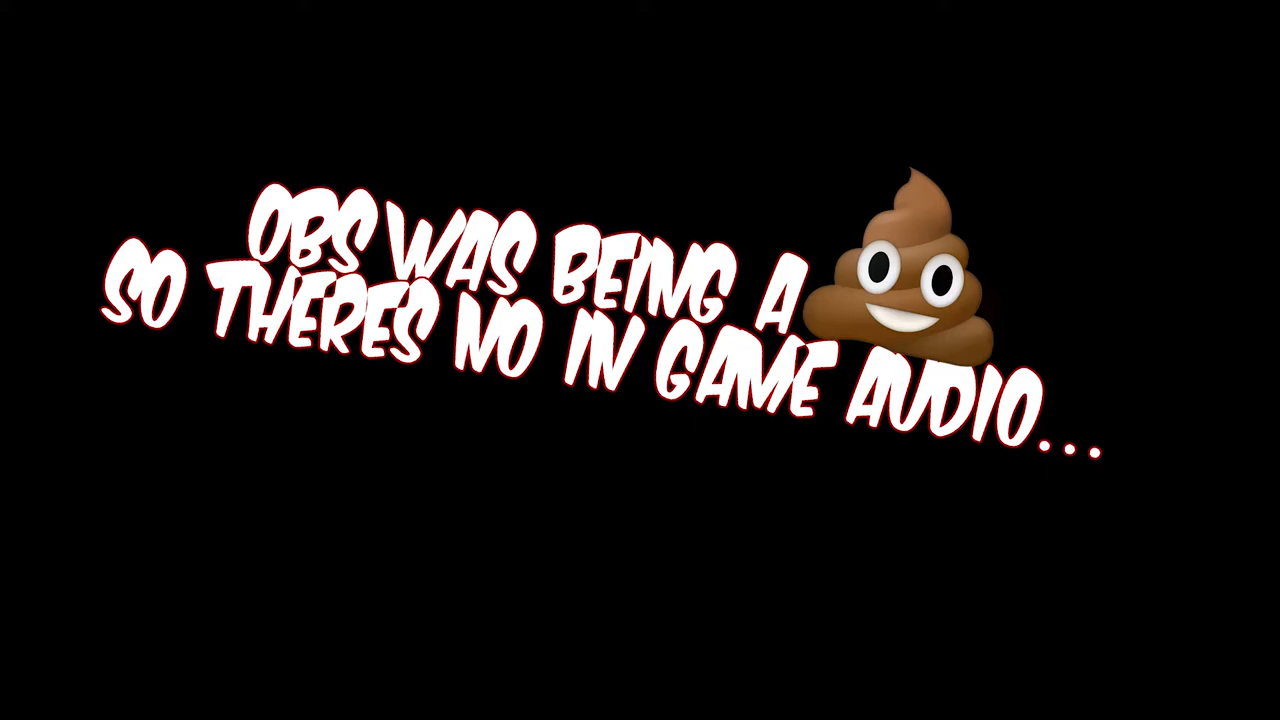 OBS WAS BEING A 💩
SO THERES NO IN GAME AUDIO...